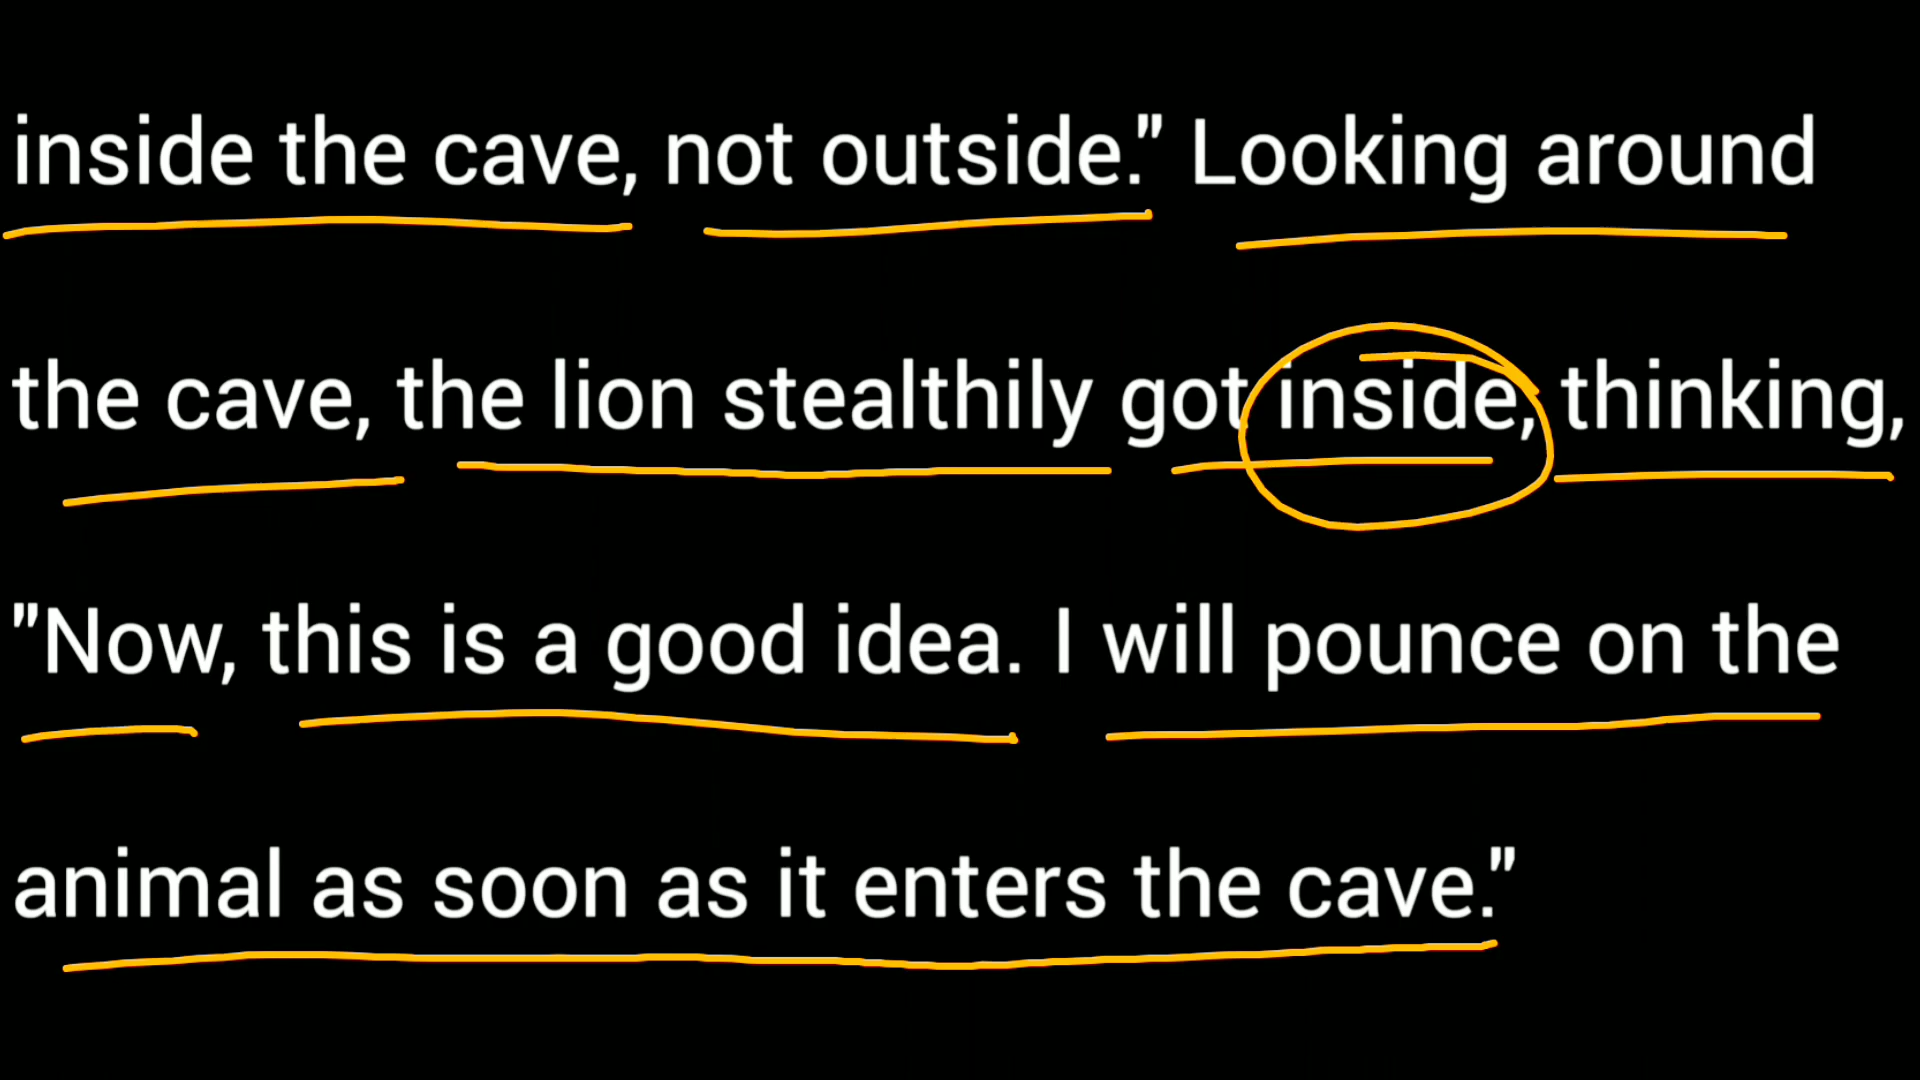 inside the cave, not outside." Looking around
the cave, the lion stealthily got inside, thinking,
"Now, this is a good idea. I will pounce on the
animal as soon as it enters the cave."